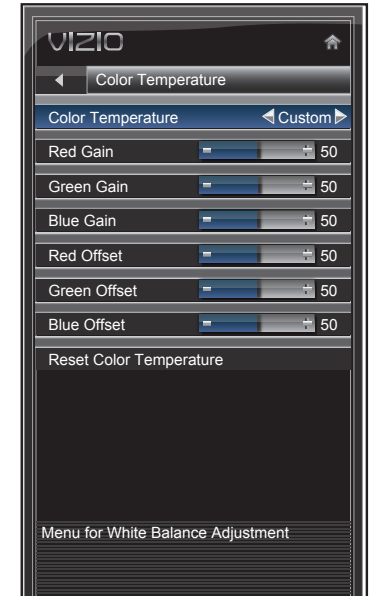 VIZIO
Color Temperature
Color Temperature Custom
Red Gain 50
Green Gain 50
Blue Gain 50
Red Offset 50
Green Offset 50
Blue Offset 50
Reset Color Temperature
Menu for White Balance Adjustment